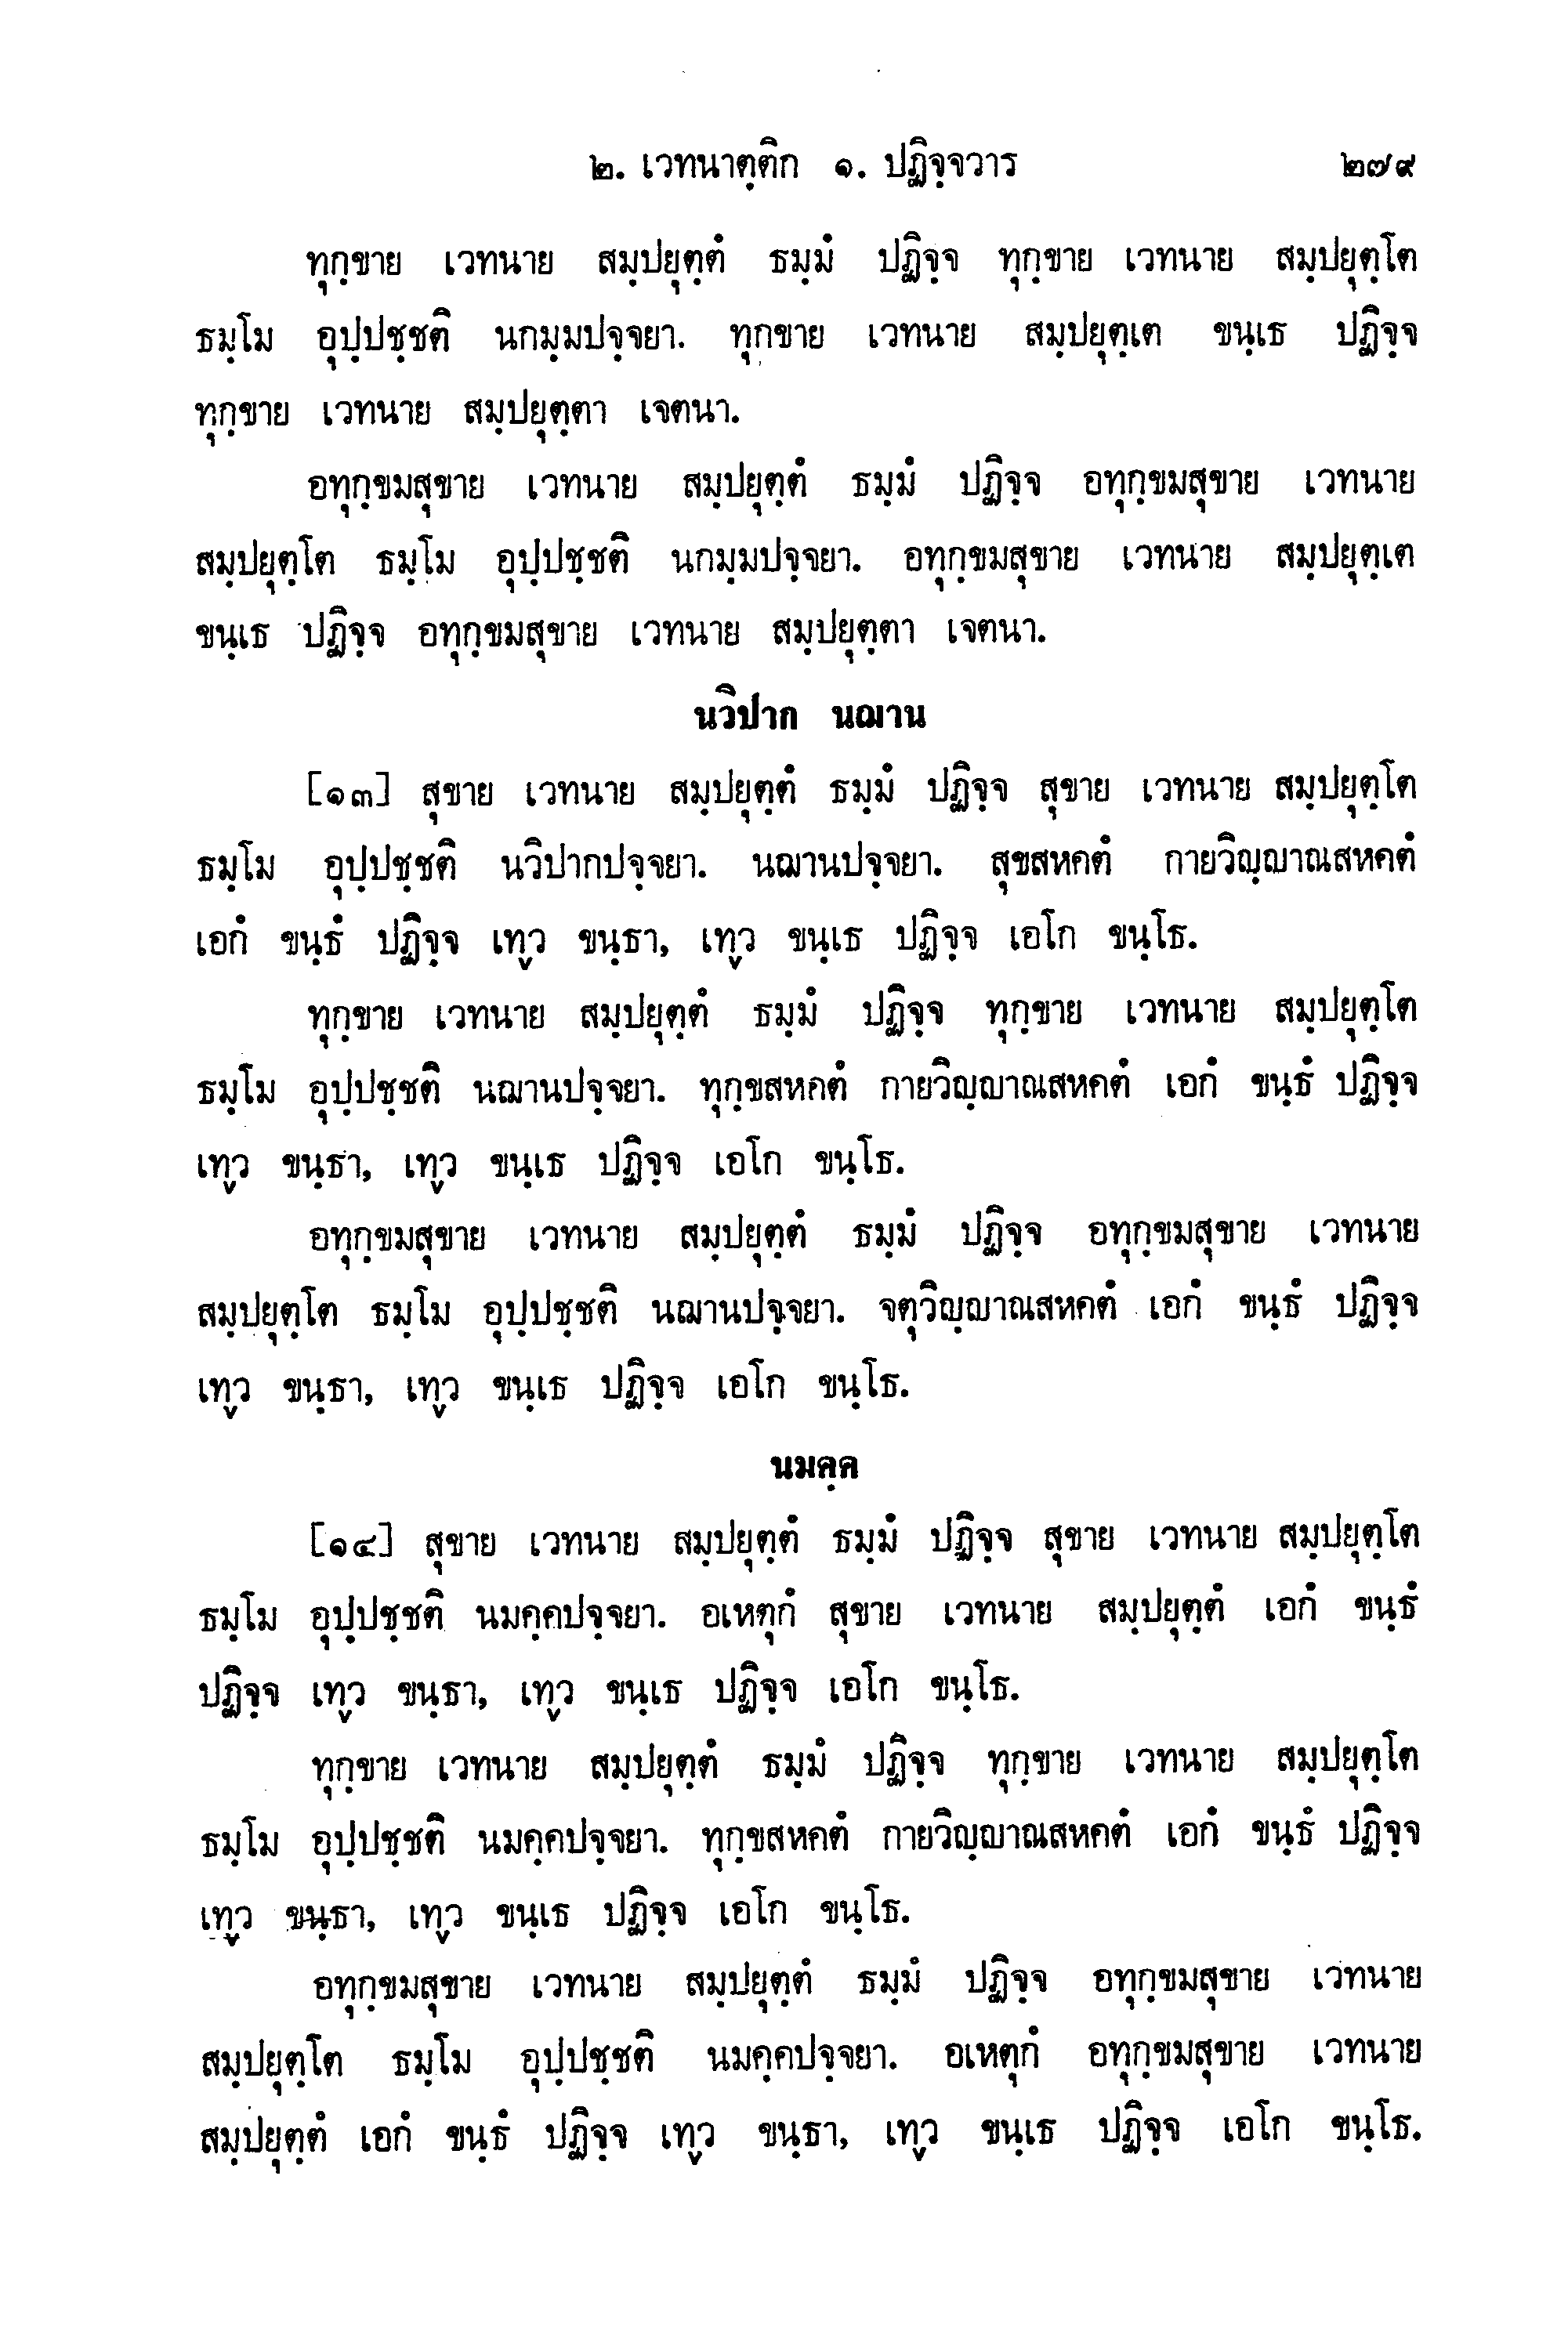 ๒. เวทนาตฺติก ๑. ปฏิจฺจวาร ๒๗๙
ทุกฺขาย เวทนาย สมฺปยุตฺตํ ธมฺมํ ปฏิจฺจ ทุกฺขาย เวทนาย สมฺปยุตฺโต
ธมฺโม อุปฺปชฺชติ นกมฺมปจฺจยา. ทุกขาย เวทนาย สมฺปยุตฺเต ขนฺเธ ปฏิจฺจ
ทุกฺขาย เวทนาย สมฺปยุตฺตา เจตนา.
อทุกฺขมสุขาย เวทนาย สมฺปยุตฺตํ ธมฺมํ ปฏิจฺจ อทุกฺขมสุขาย เวทนาย
สมฺปยุตฺโต ธมฺโม อุปฺปชฺชติ นกมฺมปจฺจยา. อทุกฺขมสุขาย เวทนาย สมฺปยุตฺเต
ขนฺเธ ปฏิจฺจ อทุกฺขมสุขาย เวทนาย สมฺปยุตฺตา เจตนา.
นวิปาก นฌาน
[๑๓] สุขาย เวทนาย สมฺปยุตฺตํ ธมฺมํ ปฏิจฺจ สุขาย เวทนาย สมฺปยุตฺโต
ธมฺโม อุปฺปชฺชติ นวิปากปจฺจยา. นฌานปจฺจยา. สุขสหคตํ กายวิญฺญาณสหคตํ
เอกํ ขนฺธํ ปฏิจฺจ เทฺว ขนฺธา, เทฺว ขนฺเธ ปฏิจฺจ เอโก ขนฺโธ.
ทุกฺขาย เวทนาย สมฺปยุตฺตํ ธมฺมํ ปฏิจฺจ ทุกฺขาย เวทนาย สมฺปยุตฺโต
ธมฺโม อุปฺปชฺชติ นฌานปจฺจยา. ทุกฺขสหคตํ กายวิญฺญาณสหคตํ เอกํ ขนฺธํ ปฏิจฺจ
เทฺว ขนฺธา, เทฺว ขนฺเธ ปฏิจฺจ เอโก ขนฺโธ.
อทุกฺขมสุขาย เวทนาย สมฺปยุตฺตํ ธมฺมํ ปฏิจฺจ อทุกฺขมสุขาย เวทนาย
สมฺปยุตฺโต ธมฺโม อุปฺปชฺชติ นฌานปจฺจยา. จตุวิญฺญาณสหคตํ เอกํ ขนฺธํ ปฏิจฺจ
เทฺว ขนฺธา, เทฺว ขนฺเธ ปฏิจฺจ เอโก ขนฺโธ.
นมคฺค
[๑๔] สุขาย เวทนาย สมฺปยุตฺตํ ธมฺมํ ปฏิจฺจ สุขาย เวทนาย สมฺปยุตฺโต
ธมฺโม อุปฺปชฺชติ นมคฺคปจฺจยา. อเหตุกํ สุขาย เวทนาย สมฺปยุตฺตํ เอกํ ขนฺธํ
ปฏิจฺจ เทฺว ขนฺธา, เทฺว ขนฺเธ ปฏิจฺจ เอโก ขนฺโธ.
ทุกฺขาย เวทนาย สมฺปยุตฺตํ ธมฺมํ ปฏิจฺจ ทุกฺขาย เวทนาย สมฺปยุตฺโต
ธมฺโม อุปฺปชฺชติ นมคฺคปจฺจยา. ทุกฺขสหคตํ กายวิญฺญาณสหคตํ เอกํ ขนฺธํ ปฏิจฺจ
เทฺว ขนฺธา, เทฺว ขนฺเธ ปฏิจฺจ เอโก ขนฺโธ.
อทุกฺขมสุขาย เวทนาย สมฺปยุตฺตํ ธมฺมํ ปฏิจฺจ อทุกฺขมสุขาย เวทนาย
สมฺปยุตฺโต ธมฺโม อุปฺปชฺชติ นมคฺคปจฺจยา. อเหตุกํ อทุกฺขมสุขาย เวทนาย
สมฺปยุตฺตํ เอกํ ขนฺธํ ปฏิจฺจ เทฺว ขนฺธา, เทฺว ขนฺเธ ปฏิจฺจ เอโก ขนฺโธ.